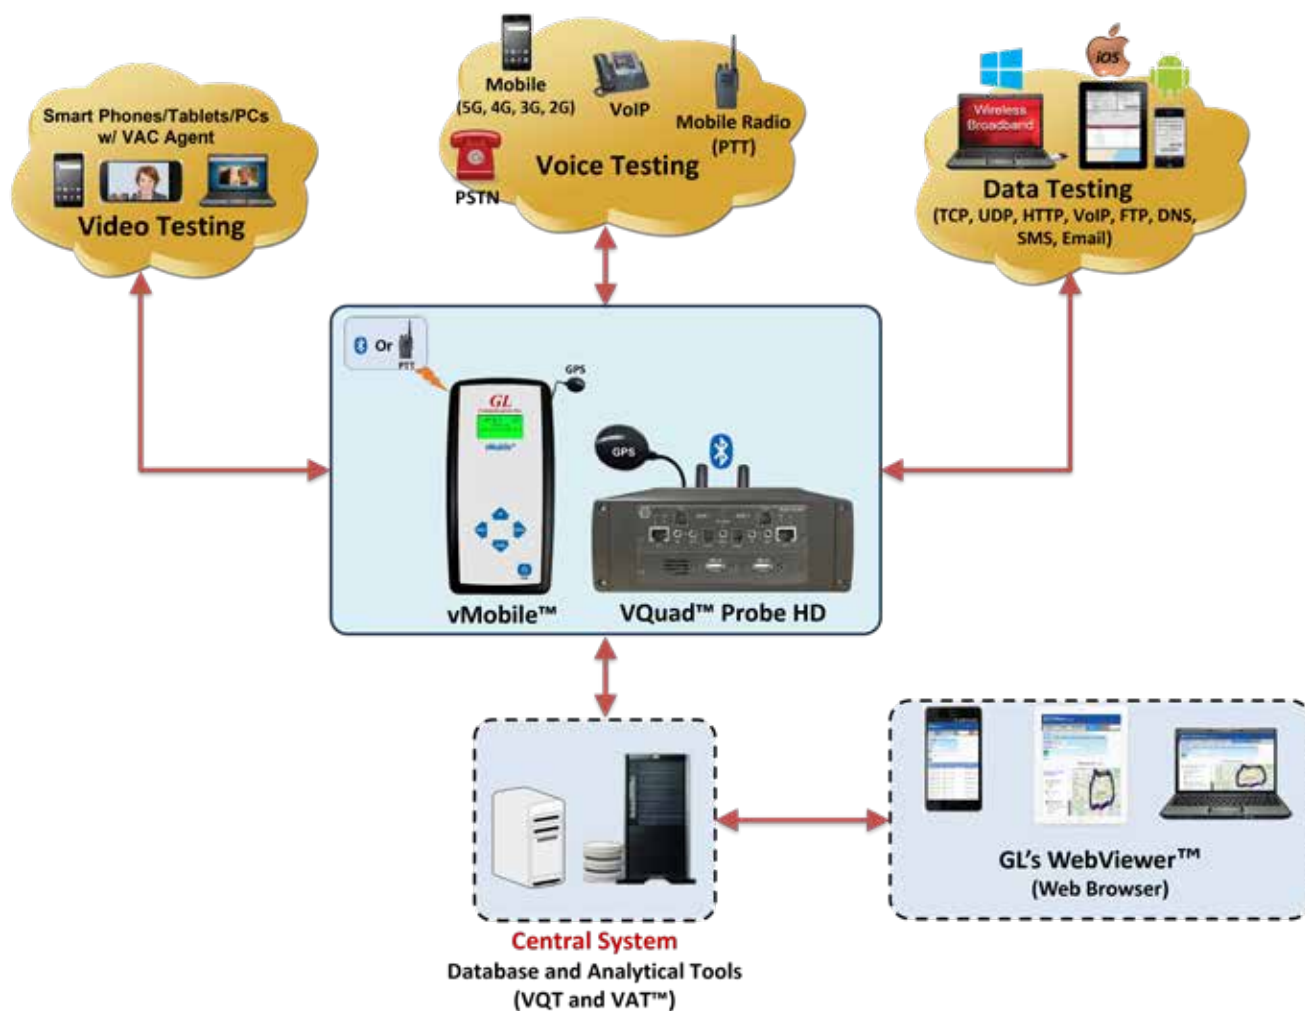 Smart Phones/Tablets/PCs
w/ VAC Agent
Video Testing
Mobile
(5G, 4G, 3G, 2G)
VoIP
Mobile Radio
(PTT)
PSTN
Voice Testing
iOS
Wireless
Broadband
Data Testing
(TCP, UDP, HTTP, VoIP, FTP, DNS,
SMS, Email)
Or
PTT
GPS
GL
vMobile™
GPS
vMobile™
VQuad™ Probe HD
GL's WebViewer™
(Web Browser)
Central System
Database and Analytical Tools
(VQT and VAT™)